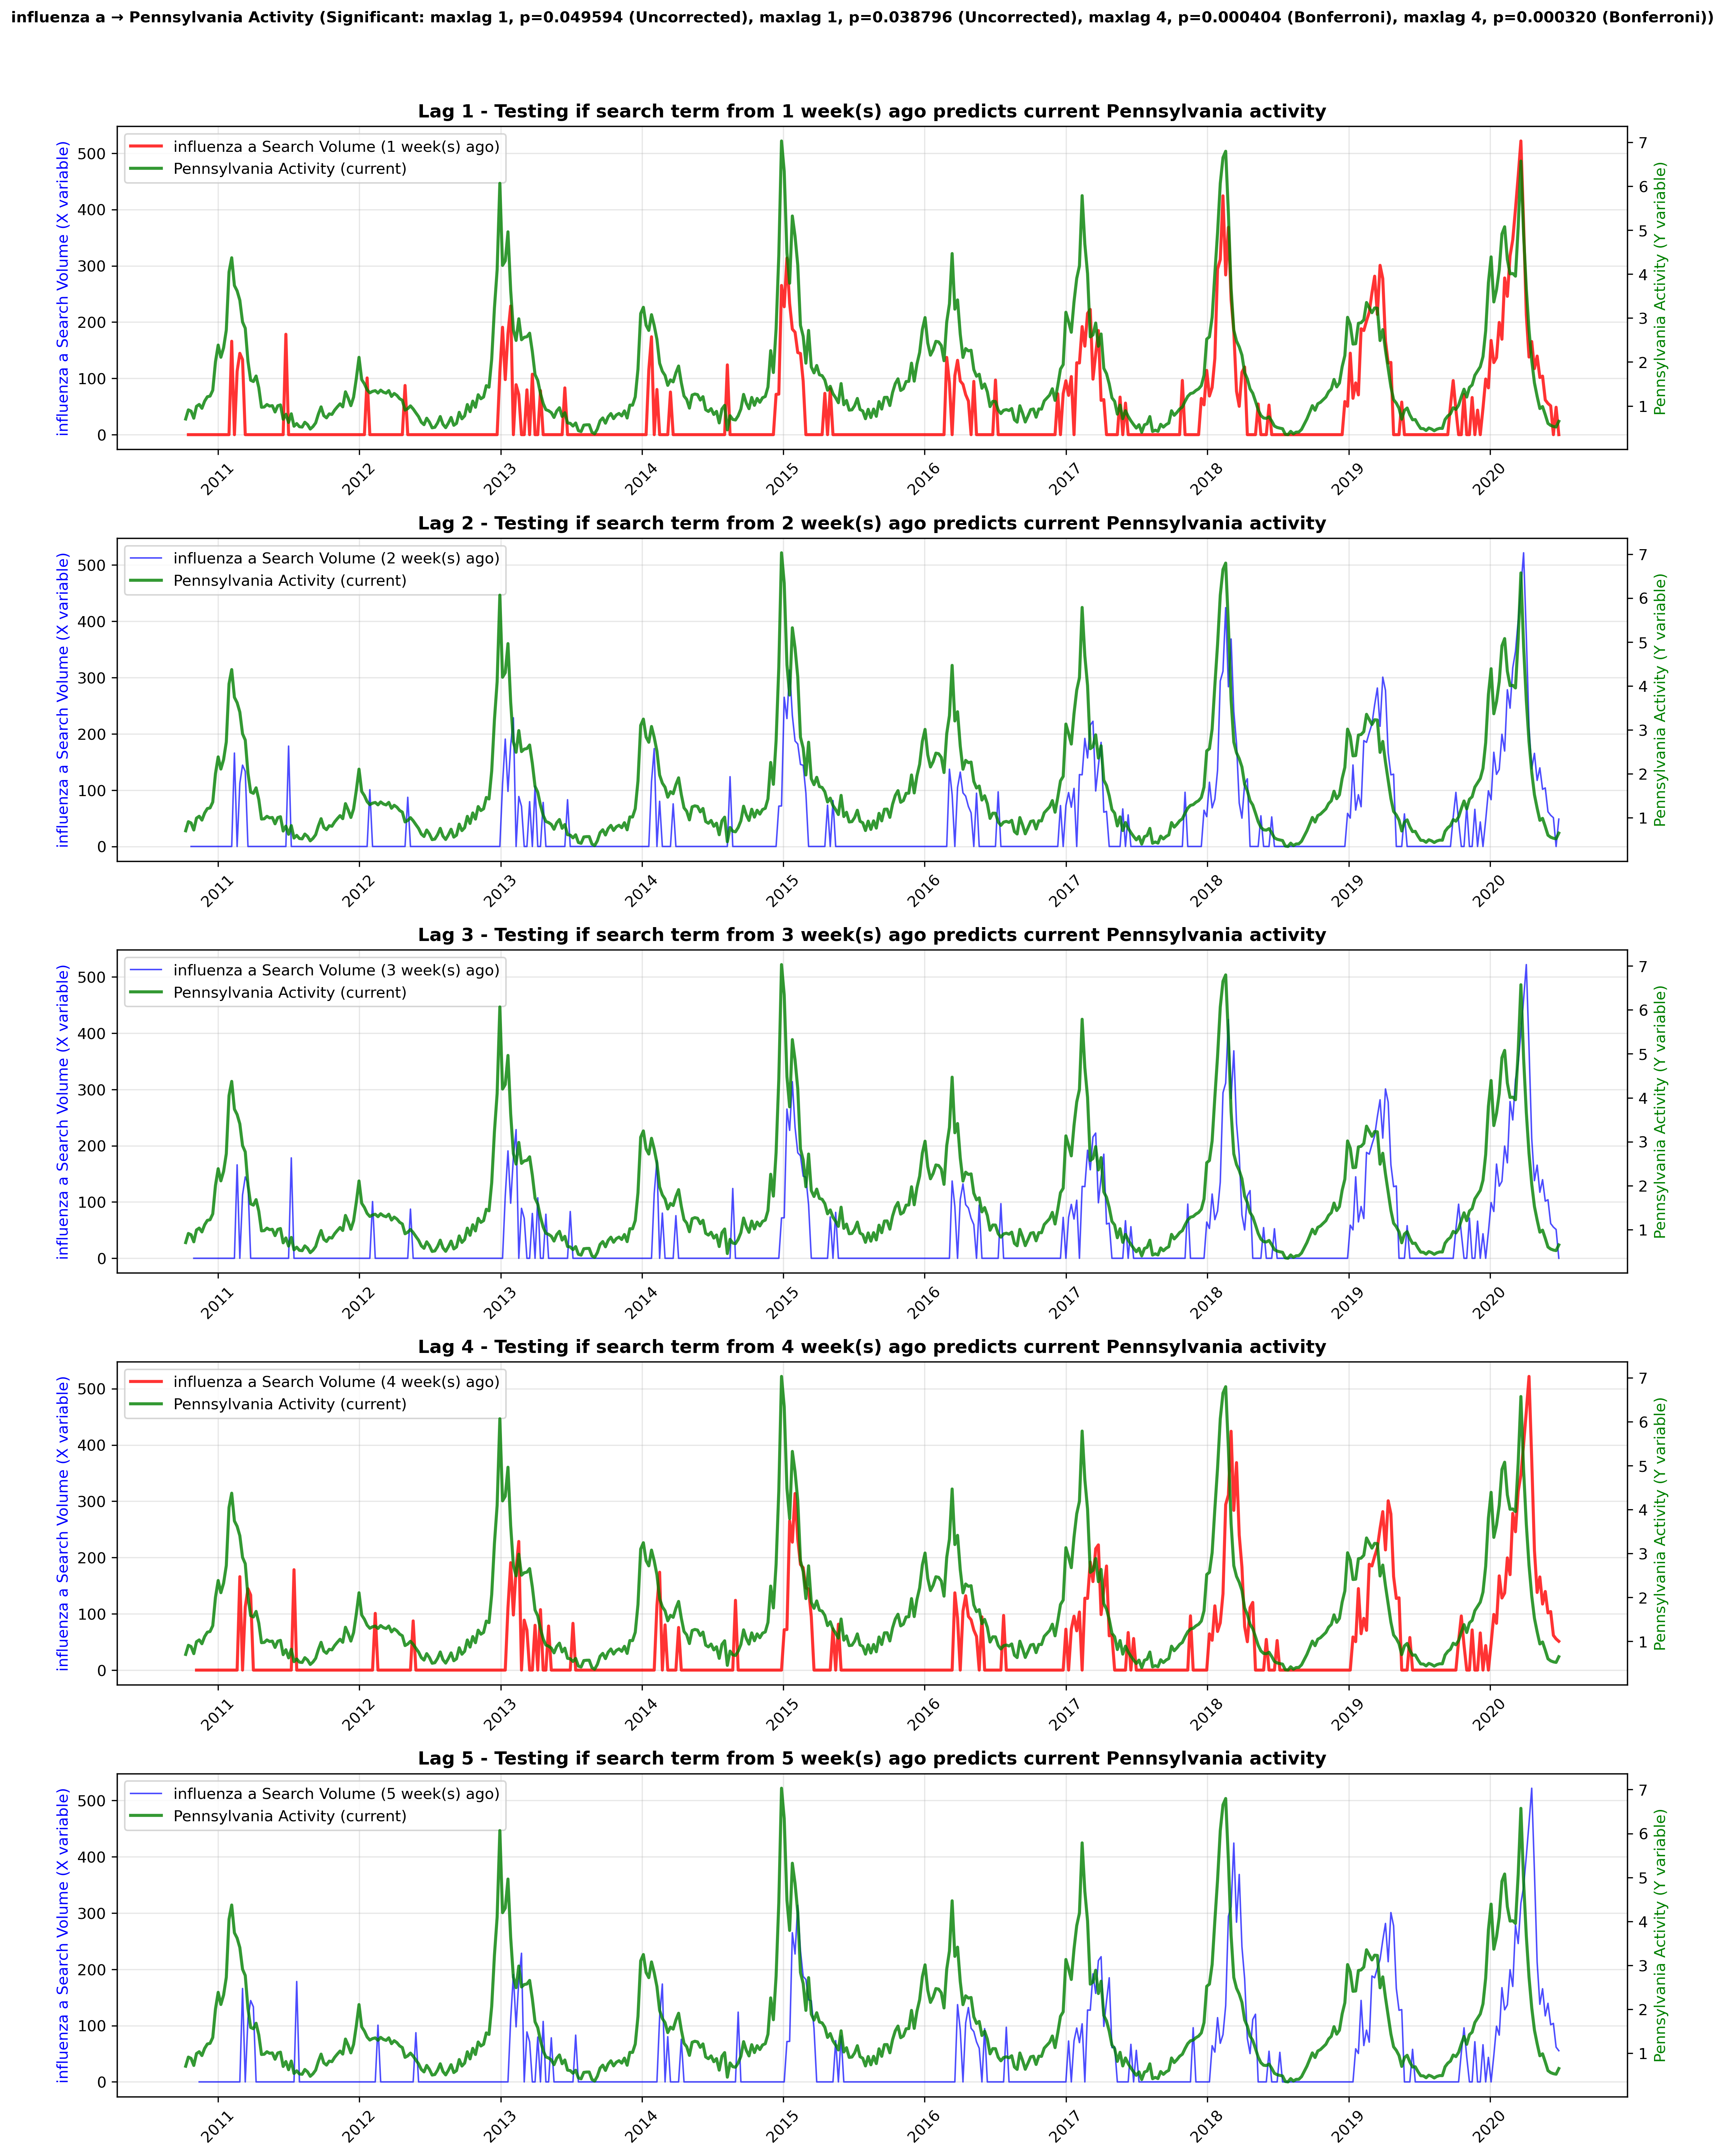 influenza a → Pennsylvania Activity (Significant: maxlag 1, p=0.049594 (Uncorrected), maxlag 1, p=0.038796 (Uncorrected), maxlag 4, p=0.000404 (Bonferroni), maxlag 4, p=0.000320 (Bonferroni))
Lag 1 - Testing if search term from 1 week(s) ago predicts current Pennsylvania activity
influenza a Search Volume (1 week(s) ago)
Pennsylvania Activity (current)
influenza a Search Volume (X variable)
500
400
300
200
100
0
7
6
5
4
3
2
1
Pennsylvania Activity (Y variable)
2011 2012 2013 2014 2015 2016 2017 2018 2019 2020
Lag 2 - Testing if search term from 2 week(s) ago predicts current Pennsylvania activity
influenza a Search Volume (2 week(s) ago)
Pennsylvania Activity (current)
influenza a Search Volume (X variable)
500
400
300
200
100
0
7
6
5
4
3
2
1
Pennsylvania Activity (Y variable)
2011 2012 2013 2014 2015 2016 2017 2018 2019 2020
Lag 3 - Testing if search term from 3 week(s) ago predicts current Pennsylvania activity
influenza a Search Volume (3 week(s) ago)
Pennsylvania Activity (current)
influenza a Search Volume (X variable)
500
400
300
200
100
0
7
6
5
4
3
2
1
Pennsylvania Activity (Y variable)
2011 2012 2013 2014 2015 2016 2017 2018 2019 2020
Lag 4 - Testing if search term from 4 week(s) ago predicts current Pennsylvania activity
influenza a Search Volume (4 week(s) ago)
Pennsylvania Activity (current)
influenza a Search Volume (X variable)
500
400
300
200
100
0
7
6
5
4
3
2
1
Pennsylvania Activity (Y variable)
2011 2012 2013 2014 2015 2016 2017 2018 2019 2020
Lag 5 - Testing if search term from 5 week(s) ago predicts current Pennsylvania activity
influenza a Search Volume (5 week(s) ago)
Pennsylvania Activity (current)
influenza a Search Volume (X variable)
500
400
300
200
100
0
7
6
5
4
3
2
1
Pennsylvania Activity (Y variable)
2011 2012 2013 2014 2015 2016 2017 2018 2019 2020